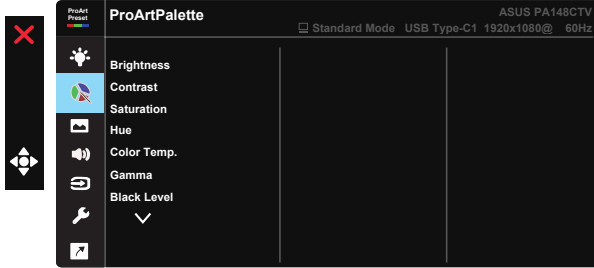 ProArt
Preset
ProArtPalette
ASUS PA148CTV
Standard Mode USB Type-C1 1920x1080@ 60Hz
Brightness
Contrast
Saturation
Hue
Color Temp.
Gamma
Black Level